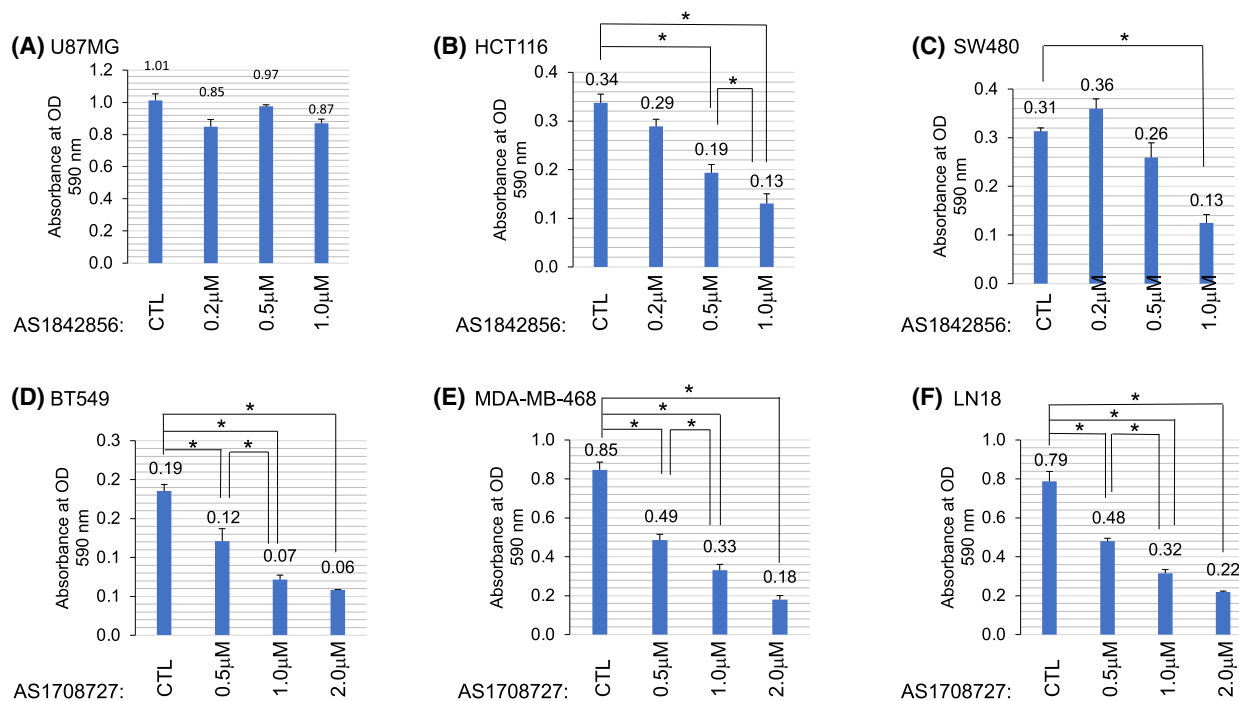 (A) U87MG
Absorbance at OD
590 nm
1.2
1.0
0.8
0.6
0.4
0.2
0.0
1.01
0.85
0.97
0.87
AS1842856:
CTL
0.2μM
0.5μM
1.0μM
(B) HCT116
Absorbance at OD
590 nm
0.4
0.3
0.2
0.1
0.0
*
*
*
0.34
0.29
0.19
0.13
CTL
0.2μM
0.5μM
1.0μM
(C) SW480
Absorbance at OD
590 nm
0.4
0.3
0.2
0.1
0.0
*
0.31
0.36
0.26
0.13
AS1842856:
CTL
0.2μM
0.5μM
1.0μM
(D) BT549
Absorbance at OD
590 nm
0.3
0.2
0.2
0.1
0.1
0.0
*
*
*
*
0.19
0.12
0.07
0.06
AS1708727:
CTL
0.5μM
1.0μM
2.0μM
(E) MDA-MB-468
Absorbance at OD
590 nm
1.0
0.8
0.6
0.4
0.2
0.0
*
*
*
*
0.85
0.49
0.33
0.18
AS1708727:
CTL
0.5μM
1.0μM
2.0μM
(F) LN18
Absorbance at OD
590 nm
1.0
0.8
0.6
0.4
0.2
0.0
*
*
*
*
0.79
0.48
0.32
0.22
AS1708727:
CTL
0.5μM
1.0μM
2.0μM